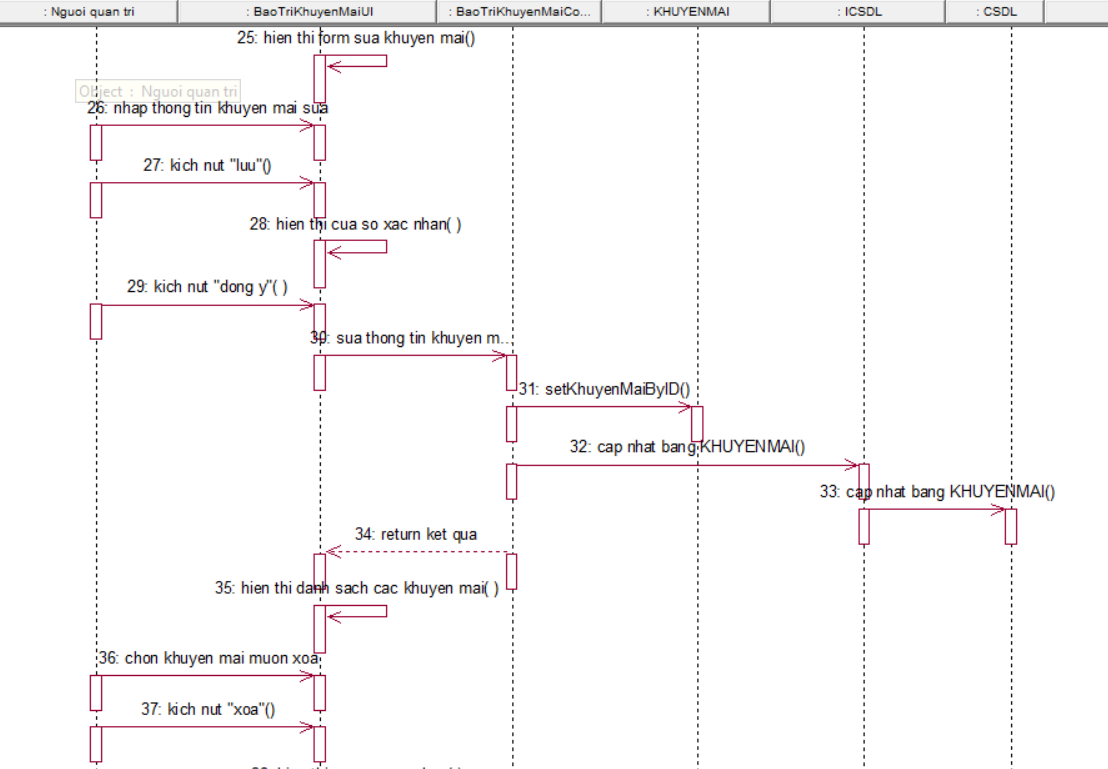 : Nguoi quan tri
: BaoTriKhuyenMaiUI
: BaoTriKhuyenMaiCo...
: KHUYENMAI
: ICSDL
: CSDL
25: hien thi form sua khuyen mai()
Object : Nguoi quan tri
26: nhap thong tin khuyen mai sua
27: kich nut "luu"()
28: hien thi cua so xac nhan( )
29: kich nut "dong y"( )
30: sua thong tin khuyen m...
31: setKhuyenMaiByID()
32: cap nhat bang KHUYENMAI()
33: cap nhat bang KHUYENMAI()
34: return ket qua
35: hien thi danh sach cac khuyen mai( )
36: chon khuyen mai muon xoa
37: kich nut "xoa"()